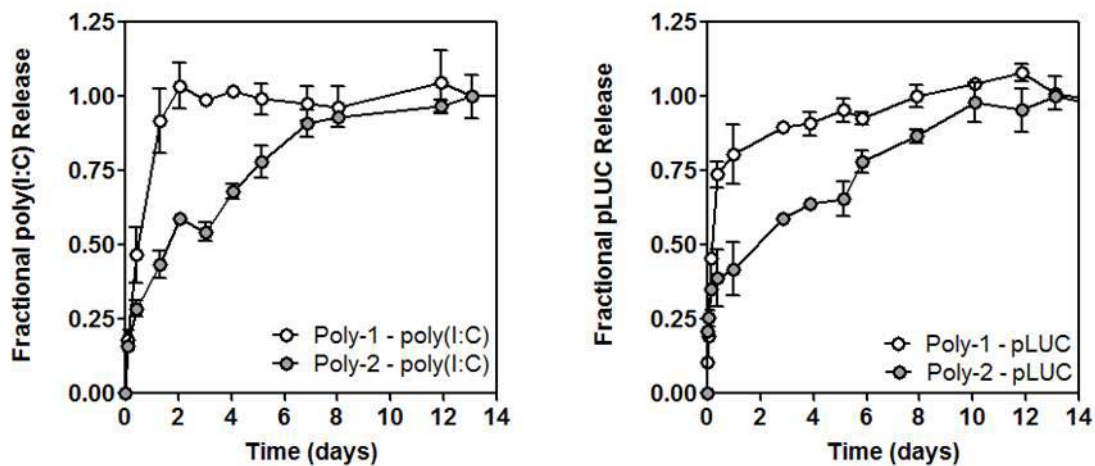 Fractional poly(I:C) Release
1.25
1.00
0.75
0.50
0.25
0.00
Poly-1 - poly(I:C)
Poly-2 - poly(I:C)
0 2 4 6 8 10 12 14
Time (days)
Fractional pLUC Release
1.25
1.00
0.75
0.50
0.25
0.00
Poly-1 - pLUC
Poly-2 - pLUC
0 2 4 6 8 10 12 14
Time (days)